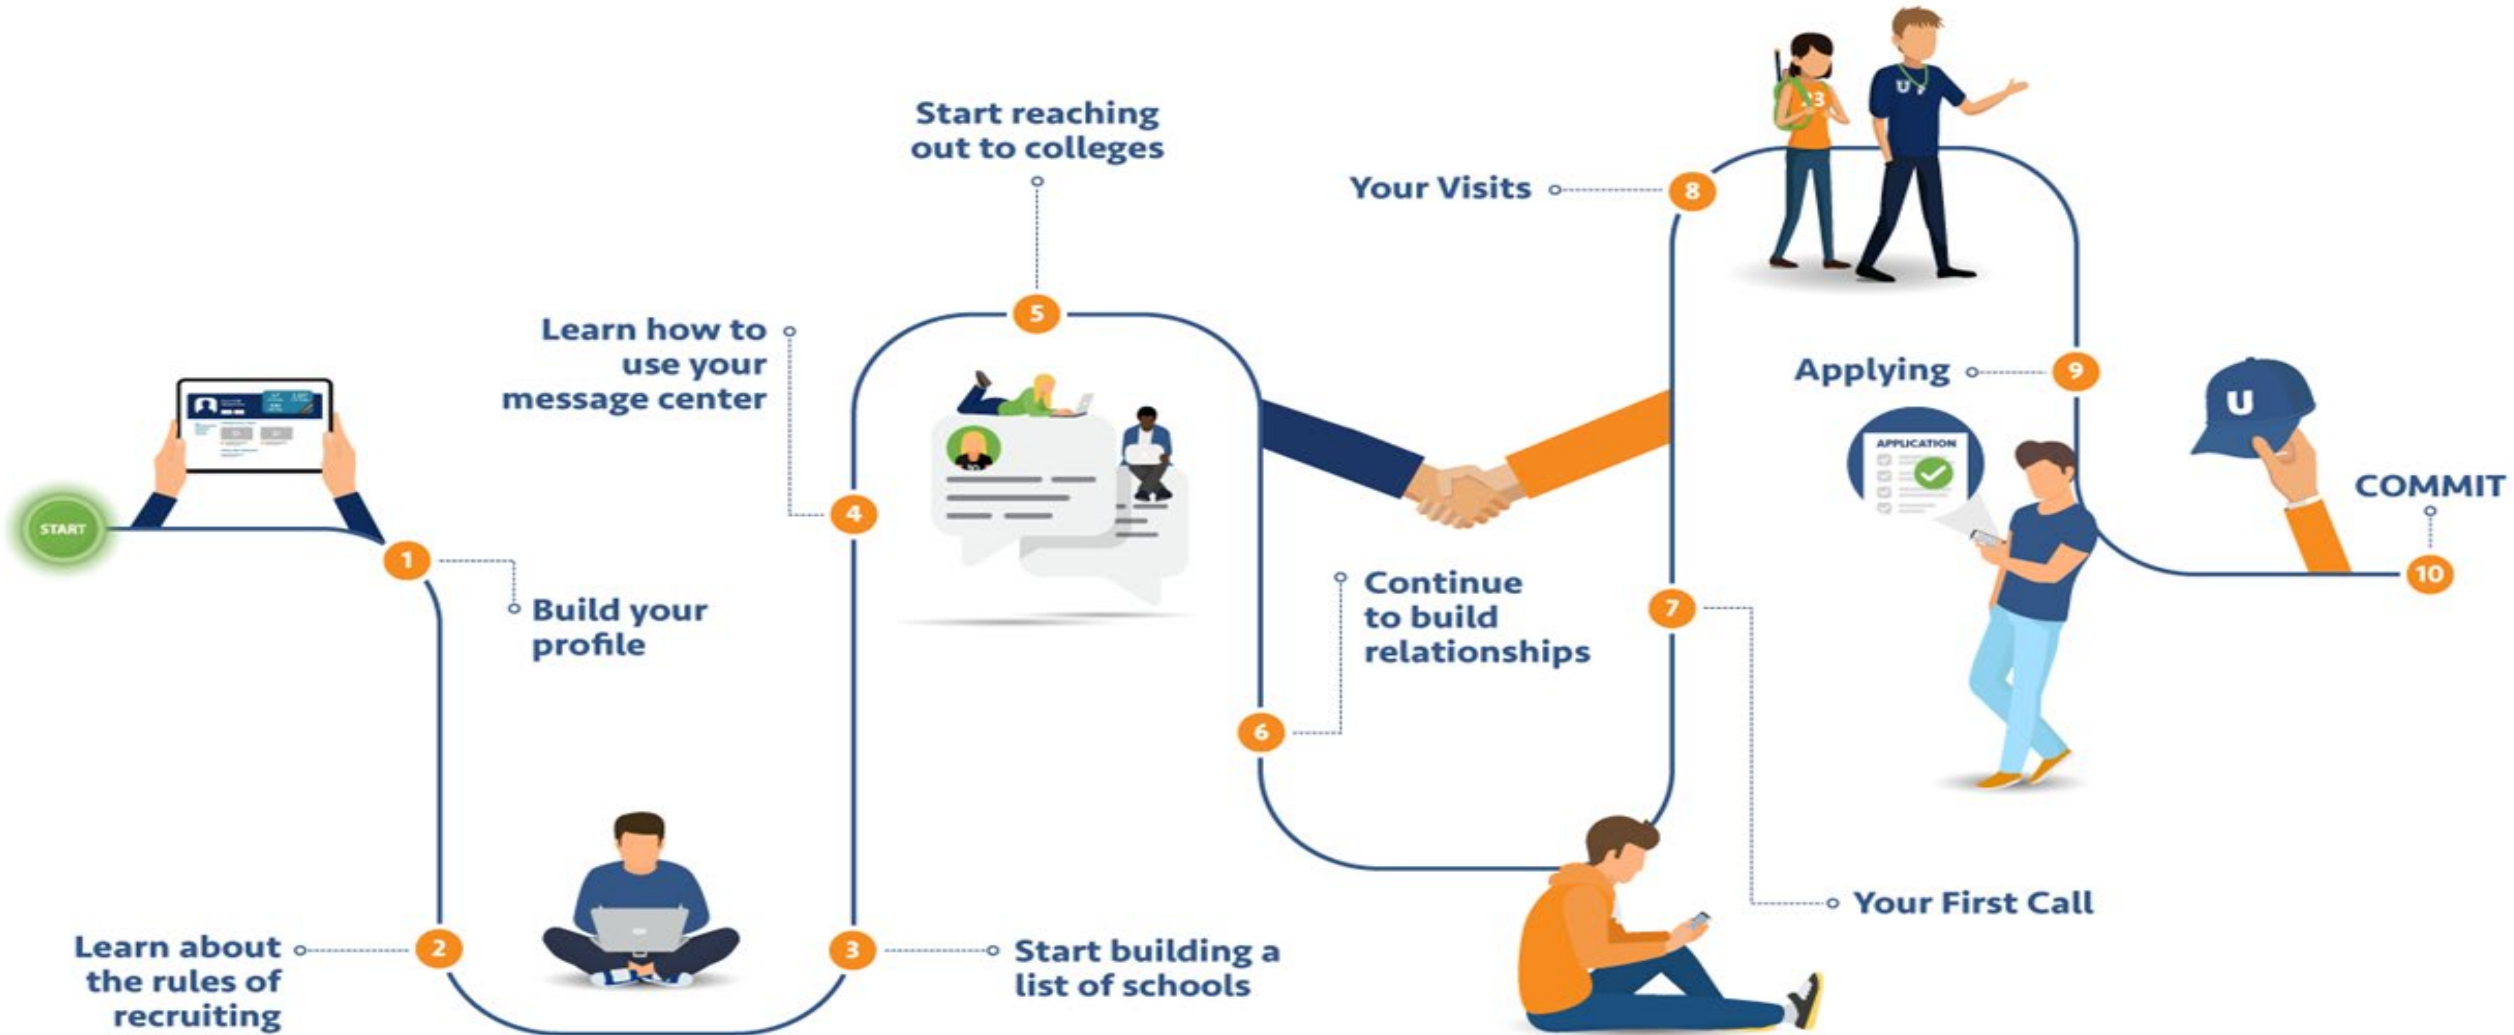 START
1
Build your
profile
2
Learn about
the rules of
recruiting
3
Start building a
list of schools
4
Learn how to
use your
message center
5
Start reaching
out to colleges
6
Continue
to build
relationships
7
Your First Call
8
Your Visits
9
Applying
APPLICATION
U
10
COMMIT